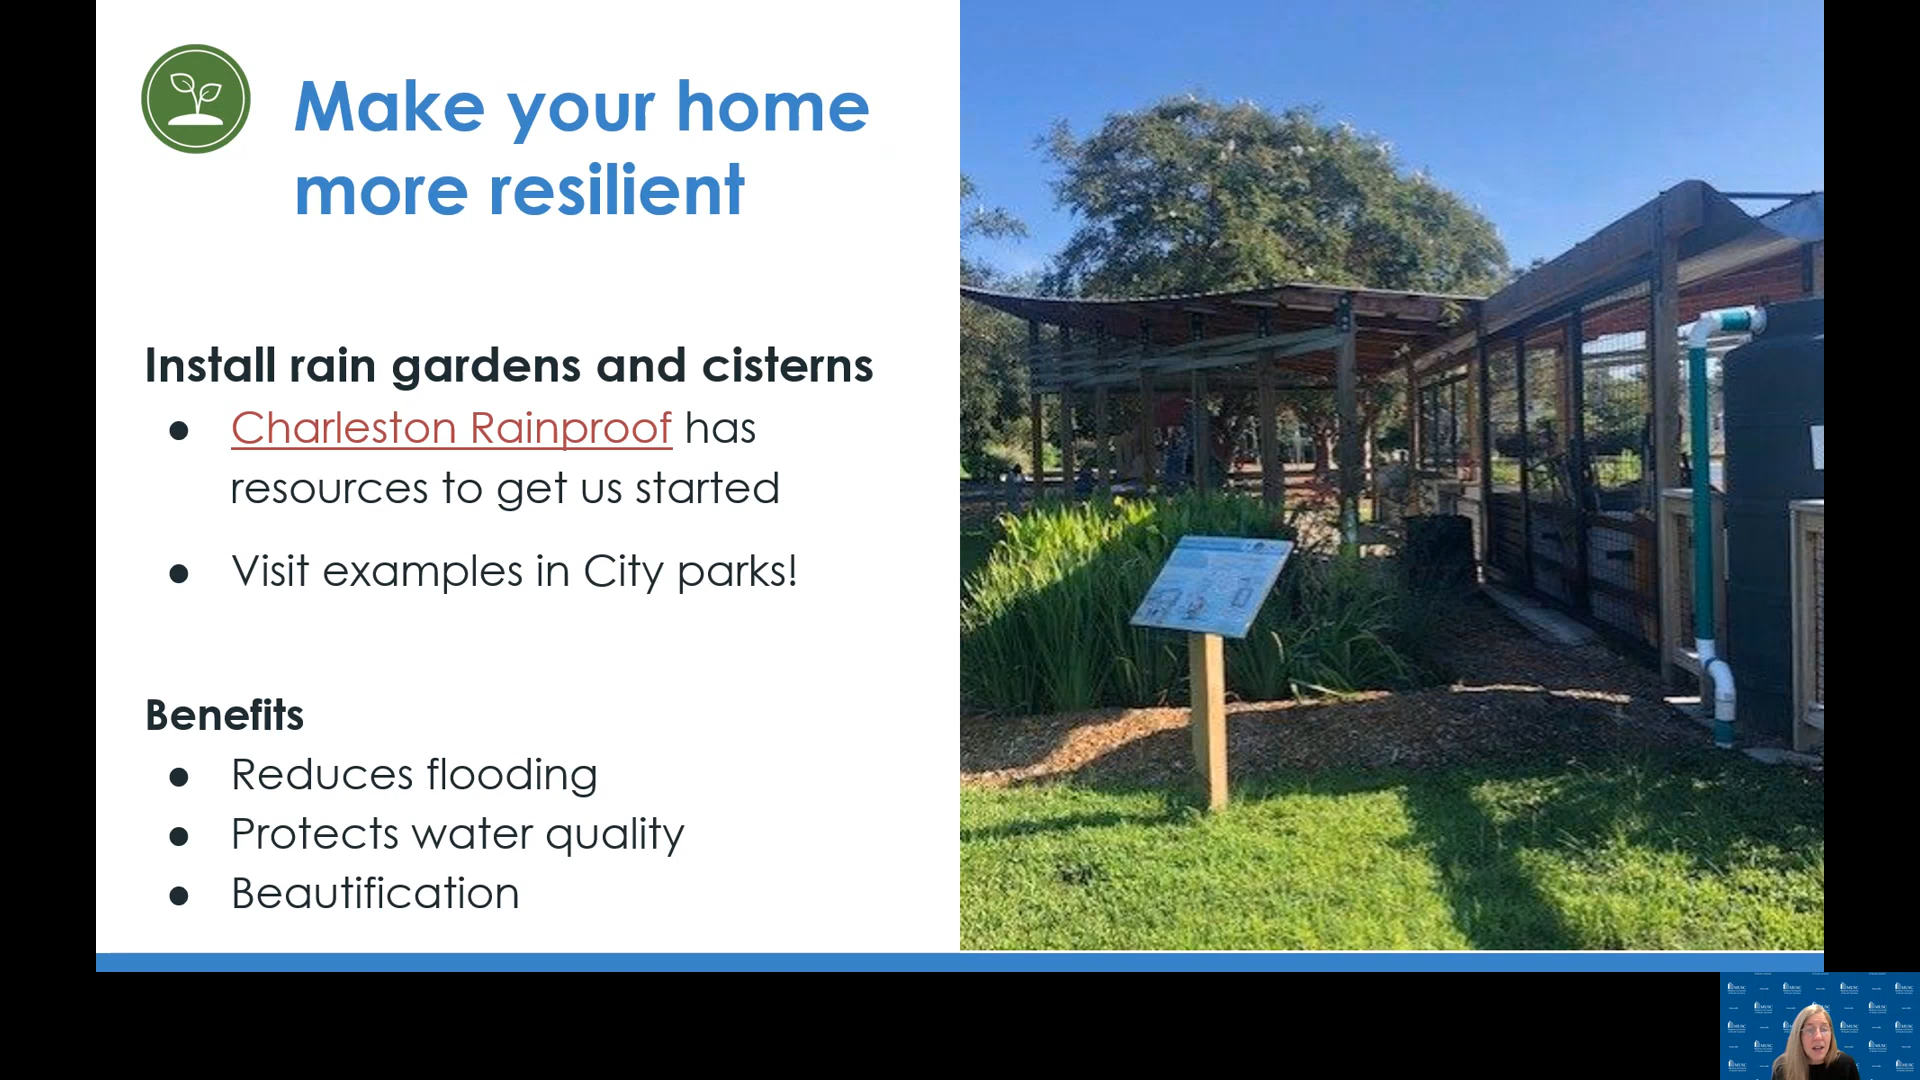 Make your home
more resilient
Install rain gardens and cisterns
● Charleston Rainproof has
resources to get us started
● Visit examples in City parks!
Benefits
● Reduces flooding
● Protects water quality
● Beautification
MUSC